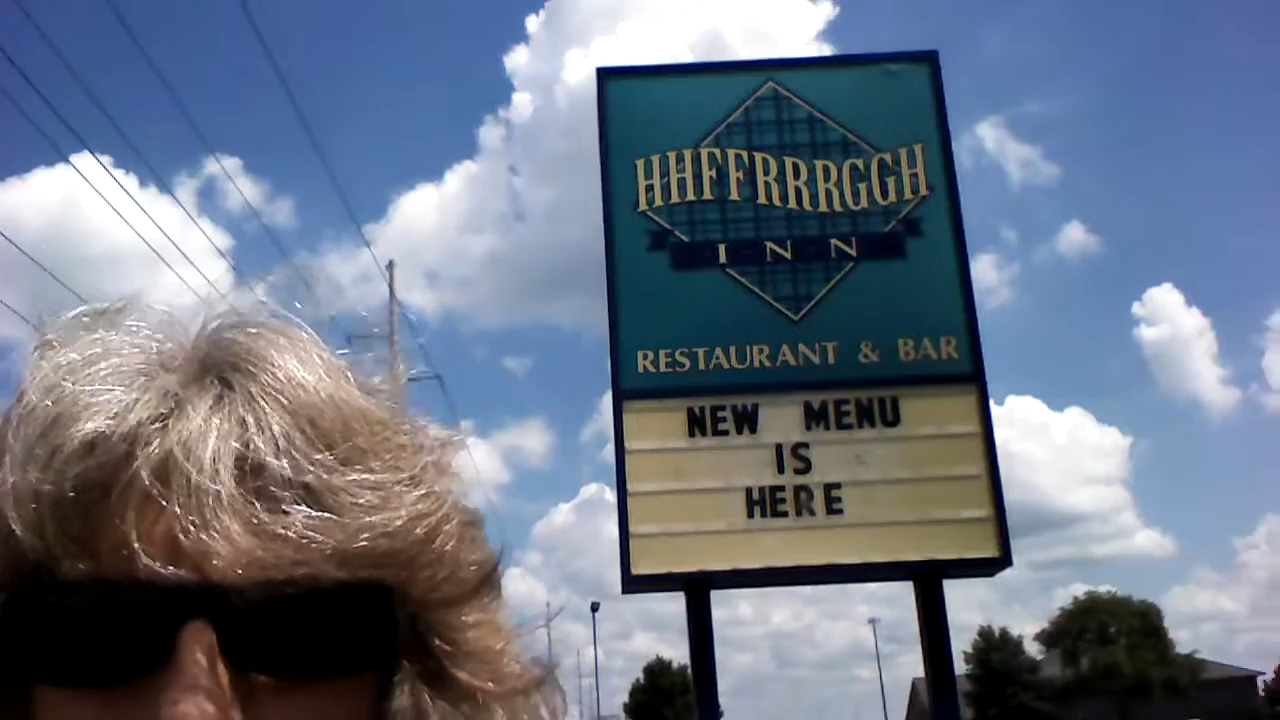 HHFFRRRGGH
INN
RESTAURANT & BAR
NEW MENU
IS
HERE